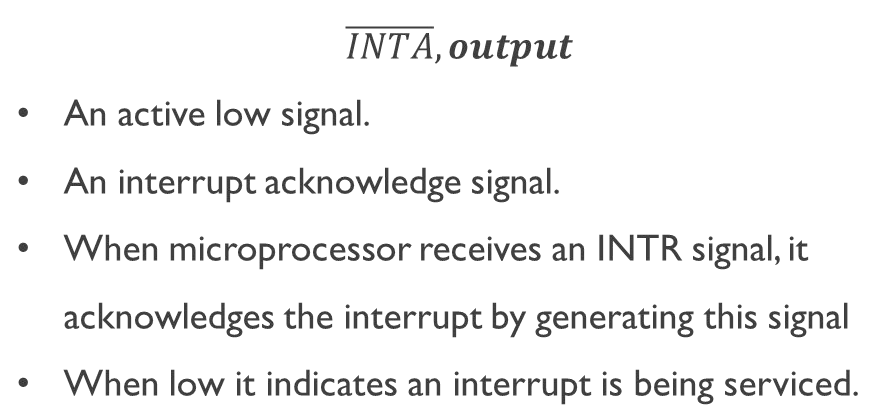 $\overline{INTA}$, output
• An active low signal.
• An interrupt acknowledge signal.
• When microprocessor receives an INTR signal, it
acknowledges the interrupt by generating this signal
• When low it indicates an interrupt is being serviced.